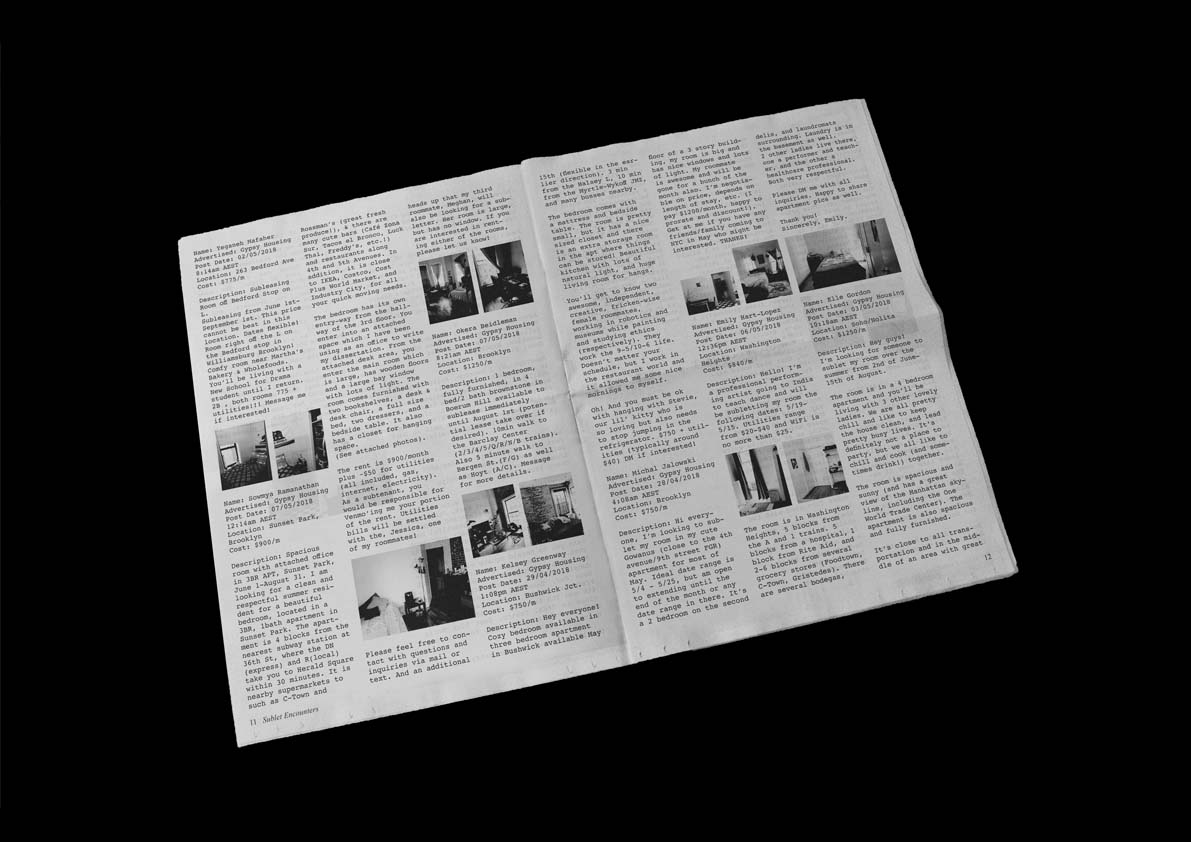 Name: Yeganeh Mafaher
Advertised: Gypsy Housing
Post Date: 02/05/2018
8:14am AEST
Location: 263 Bedford Ave
Cost: $775/m
Description: Subleasing
Room off Bedford Stop on
L.
Subleasing from June 1st-
September 1st. This price
cannot be beat in this
location. Dates flexible!
Room right off the L on
the Bedford stop in
Williamsburg Brooklyn!
Comfy room near Martha's
Bakery & Wholefoods.
You'll be living with a
New School for Drama
student until I return.
2B . both rooms 775 +
utilities!!! Message me
if interested!
Name: Sowmya Ramanathan
Advertised: Gypsy Housing
Post Date: 07/05/2018
12:14am AEST
Location: Sunset Park,
Brooklyn
Cost: $900/m
Description: Spacious
room with attached office
in 3BR APT, Sunset Park,
June 1-August 31. I am
looking for a clean and
respectful summer resi-
dent for a beautiful
bedroom, located in a
3BR, 1bath apartment in
Sunset Park. The apart-
ment is 4 blocks from the
nearest subway station at
36th St, where the DN
(express) and R(local)
take you to Herald Square
within 30 minutes. It is
nearby supermarkets to
such as C-Town and
Rossman's (great fresh
produce!), & there are
many cute bars (Café Zona
Sur, Tacos el Bronco, Luck
Thai, Freddy's, etc.!)
and restaurants along
4th and 5th Avenues. In
addition, it is close
to IKEA, Costco, Cost
Plus World Market, and
Industry City, for all
your quick moving needs.
The bedroom has its own
entry-way from the hall-
way of the 3rd floor. You
enter into an attached
space which I have been
using as an office to write
my dissertation. From the
attached desk area, you
enter the main room which
is large, has wooden floors
and a large bay window
with lots of light. The
room comes furnished with
two bookshelves, a desk &
desk chair, a full size
bed, two dressers, and a
bedside table. It also
has a closet for hanging
space.
(See attached photos).
The rent is $900/month
plus ~$50 for utilities
(all included, gas,
internet, electricity).
As a subtenant, you
would be responsible for
Venmo'ing me your portion
of the rent. Utilities
bills will be settled
with the, Jessica, one
of my roommates!
Please feel free to con-
tact with questions and
inquiries via mail or
text. And an additional
heads up that my third
roommate, Meghan, will
also be looking for a sub-
letter. Her room is large,
but has no window. If you
are interested in rent-
ing either of the rooms,
please let us know!
Name: Okera Beidleman
Advertised: Gypsy Housing
Post Date: 07/05/2018
8:21am AEST
Location: Brooklyn
Cost: $1250/m
Description: 1 bedroom,
fully furnished, in 4
bed/2 bath brownstone in
Boerum Hill available to
sublease immediately
until August 1st (poten-
tial lease take over if
desired). 10min walk to
the Barclay Center
(2/3/4/5/Q/R/N/B trains).
Also 5 minute walk to
Bergen St.(F/G) as well
as Hoyt (A/C). Message
for more details.
Name: Kelsey Greenway
Advertised: Gypsy Housing
Post Date: 29/04/2018
1:08pm AEST
Location: Bushwick Jct.
Cost: $750/m
Description: Hey everyone!
Cozy bedroom available in
three bedroom apartment
in Bushwick available May
11 Sublet Encounters
15th (flexible in the ear-
lier direction). 3 min
from the Halsey L, 10 min
from the Myrtle-Wykoff JMZ,
and many bosses nearby.
The bedroom comes with
a mattress and bedside
table. The room is pretty
small, but it has a nice
sized closet and there
is an extra storage room
in the apt where things
can be stored! Beautiful
kitchen with lots of
natural light, and huge
living room for hangs.
You'll get to know two
awesome, independent,
creative, fricken-wise
female roommates,
working in robotics and
museums while painting
and studying ethics
(respectively). They
work the 9-5/10-6 life.
Doesn't matter your
schedule, but I work in
the restaurant world and
it allowed me some nice
mornings to myself.
Oh! And you must be ok
with hanging with Stevie,
our lil' kitty who is
so loving but also needs
to stop jumping in the
refrigerator. $750 + util-
ities (typically around
$40) DM if interested!
Name: Michal Jalowski
Advertised: Gypsy Housing
Post Date: 28/04/2018
4:08am AEST
Location: Brooklyn
Cost: $750/m
Description: Hi every-
one, I'm looking to sub-
let my room in my cute
Gowanus (close to the 4th
avenue/9th street FGR)
apartment for most of
May. Ideal date range is
5/4 - 5/25, but am open
to extending until the
end of the month or any
date range in there. It's
a 2 bedroom on the second
floor of a 3 story build-
ing, my room is big and
has nice windows and lots
of light. My roommate
is awesome and will be
gone for a bunch of the
month also. I'm negotia-
ble on price, depends on
length of stay, etc. (I
pay $1200/month, happy to
prorate and discount!).
Get at me if you have any
friends/family coming to
NYC in May who might be
interested. THANKS!
Name: Emily Hart-Lopez
Advertised: Gypsy Housing
Post Date: 06/05/2018
12:36pm AEST
Location: Washington
Heights
Cost: $840/m
Description: Hello! I'm
a professional perform-
ing artist going to India
to teach dance and will
be subletting my room the
following dates: 5/19-
5/15. Utilities range
from $20-$40 and WiFi is
no more than $25.
The room is in Washington
Heights, 5 blocks from
the A and 1 trains. 5
blocks from a hospital, 1
block from Rite Aid, and
2-6 blocks from several
grocery stores (Foodtown,
C-Town, Gristedes). There
are several bodegas,
delis, and laundromats
surrounding. Laundry is in
the basement as well.
2 other ladies live there,
one a performer and teach-
er, and the other a
healthcare professional.
Both very respectful.
Please DM me with all
inquiries. Happy to share
apartment pics as well.
Thank you!
Sincerely, Emily,
Name: Elle Gordon
Advertised: Gypsy Housing
Post Date: 03/05/2018
10:18am AEST
Location: Soho/Nolita
Cost: $1250/m
Description: Hey guys!
I'm looking for someone to
sublet my room over the
summer from 2nd of June-
15th of August.
The room is in a 4 bedroom
apartment and you'll be
living with 3 other lovely
ladies. We are all pretty
chill and like to keep
the house clean, and lead
pretty busy lives. It's
definitely not a place to
party, but we all like to
chill and cook (and some-
times drink!) together.
The room is spacious and
sunny (and has a great
view of the Manhattan sky-
line, including the One
World Trade Center). The
apartment is also spacious
and fully furnished.
It's close to all trans-
portation and in the mid-
dle of an area with great
12